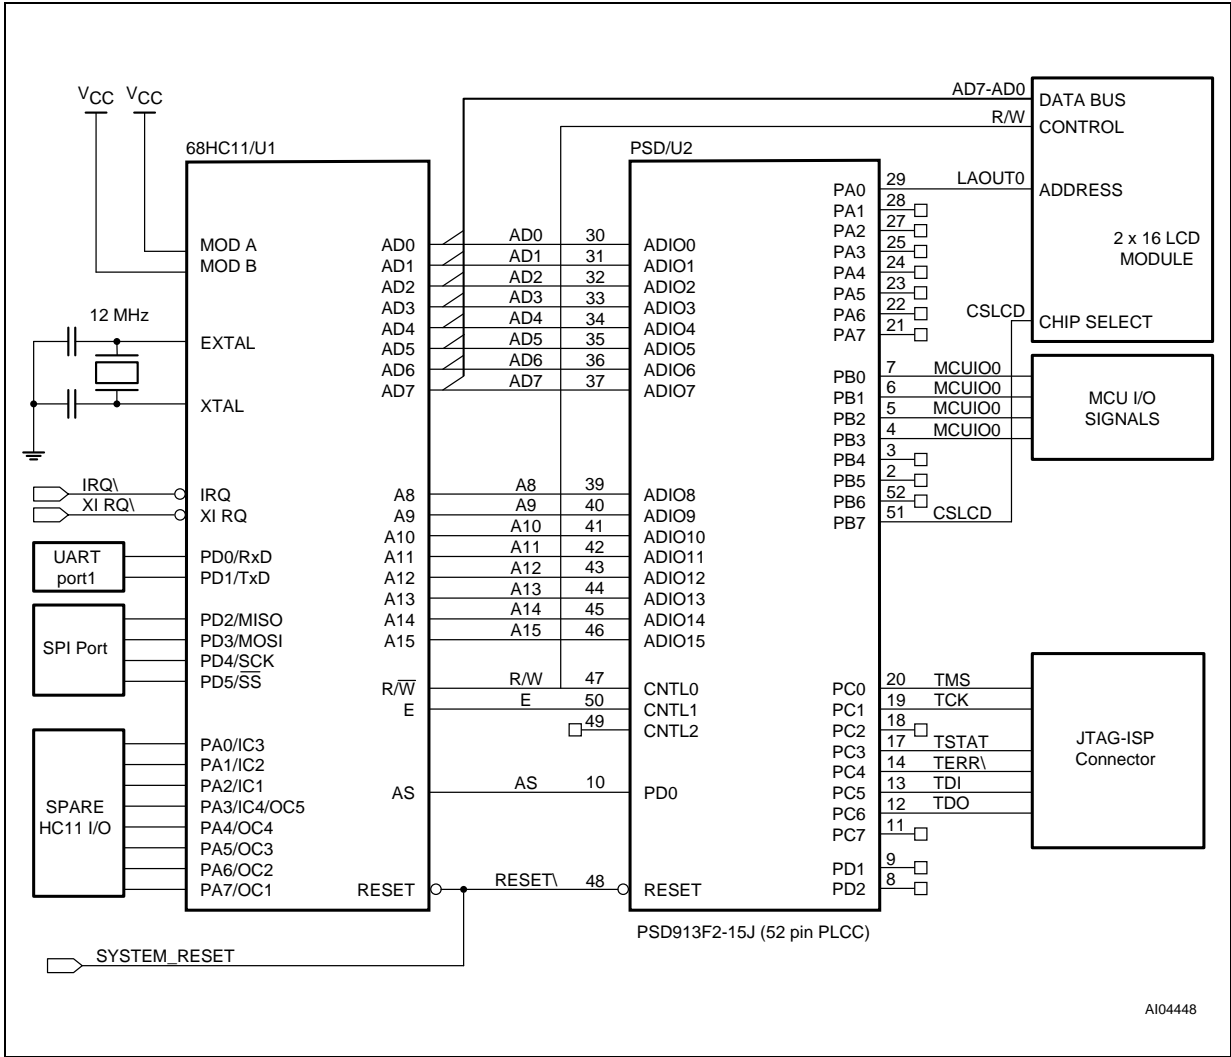 VCC VCC
68HC11/U1
MOD A
MOD B
12 MHz
EXTAL
XTAL
IRQ\
XI RQ\
IRQ
XI RQ
UART
port1
PD0/RxD
PD1/TxD
SPI Port
PD2/MISO
PD3/MOSI
PD4/SCK
PD5/SS
SPARE
HC11 I/O
PA0/IC3
PA1/IC2
PA2/IC1
PA3/IC4/OC5
PA4/OC4
PA5/OC3
PA6/OC2
PA7/OC1
SYSTEM_RESET
AD0
AD1
AD2
AD3
AD4
AD5
AD6
AD7
A8
A9
A10
A11
A12
A13
A14
A15
R/W
E
AS
RESET
AD0 30
AD1 31
AD2 32
AD3 33
AD4 34
AD5 35
AD6 36
AD7 37
A8 39
A9 40
A10 41
A11 42
A12 43
A13 44
A14 45
A15 46
R/W 47
E 50
49
AS 10
RESET\ 48
PSD/U2
ADIO0
ADIO1
ADIO2
ADIO3
ADIO4
ADIO5
ADIO6
ADIO7
ADIO8
ADIO9
ADIO10
ADIO11
ADIO12
ADIO13
ADIO14
ADIO15
CNTL0
CNTL1
CNTL2
PD0
RESET
PA0 29 LAOUT0
PA1 28
PA2 27
PA3 25
PA4 24
PA5 23
PA6 22
PA7 21
PB0 7 MCUIO0
PB1 6 MCUIO0
PB2 5 MCUIO0
PB3 4 MCUIO0
PB4 3
PB5 2
PB6 52
PB7 51 CSLCD
PC0 20 TMS
PC1 19 TCK
PC2 18
PC3 17 TSTAT
PC4 14 TERR\
PC5 13 TDI
PC6 12 TDO
PC7 11
PD1 9
PD2 8
PSD913F2-15J (52 pin PLCC)
AD7-AD0
R/W
CSLCD
DATA BUS
CONTROL
ADDRESS
2 x 16 LCD
MODULE
CHIP SELECT
MCU I/O
SIGNALS
JTAG-ISP
Connector
AI04448